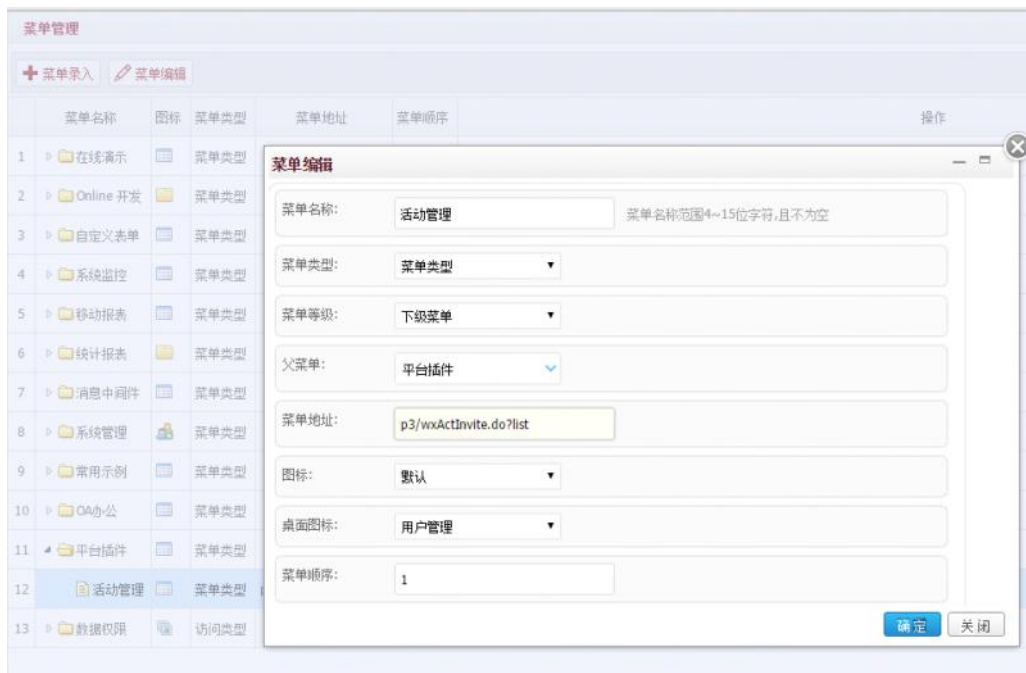 菜单管理
菜单录入 菜单编辑
菜单名称 图标 菜单类型 菜单地址 菜单顺序 操作
1 在线演示 菜单类型
2 Online 开发 菜单类型
3 自定义表单 菜单类型
4 系统监控 菜单类型
5 移动报表 菜单类型
6 统计报表 菜单类型
7 消息中间件 菜单类型
8 系统管理 菜单类型
9 常用示例 菜单类型
10 OA办公 菜单类型
11 平台插件 菜单类型
12 活动管理 菜单类型
13 数据权限 访问类型
菜单编辑
菜单名称: 活动管理 菜单名称范围4~15位字符,且不为空
菜单类型: 菜单类型
菜单等级: 下级菜单
父菜单: 平台插件
菜单地址: p3/wxActInvite.do?list
图标: 默认
桌面图标: 用户管理
菜单顺序: 1
确定 关闭